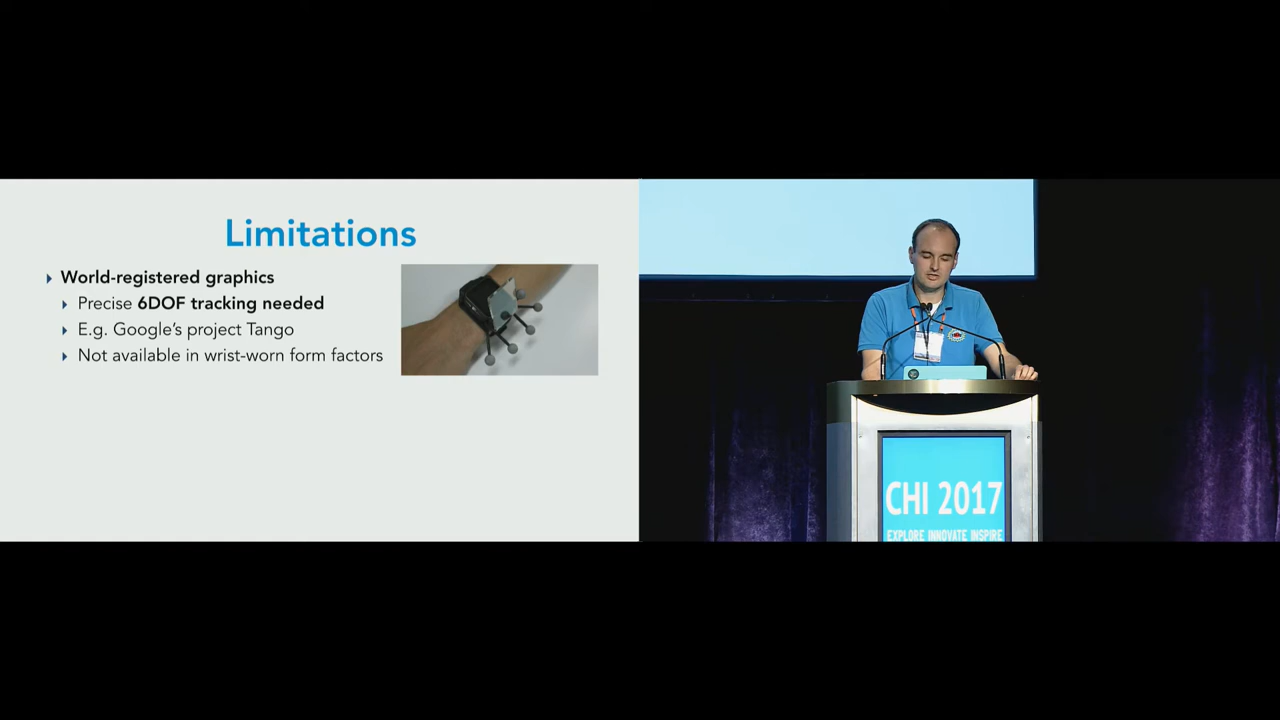 Limitations
World-registered graphics
Precise 6DOF tracking needed
E.g. Google's project Tango
Not available in wrist-worn form factors
CHI 2017
EXPLORE INNOVATE INSPIRE